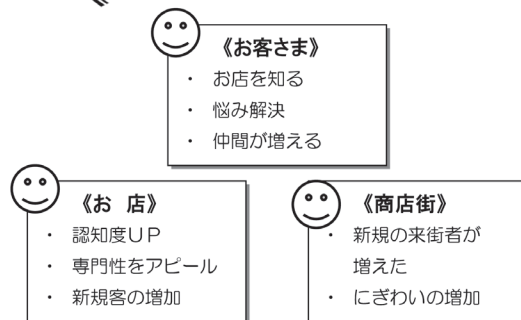 《お客さま》
・ お店を知る
・ 悩み解決
・ 仲間が増える
《お 店》
・ 認知度UP
・ 専門性をアピール
・ 新規客の増加
《商店街》
・ 新規の来街者が
増えた
・ にぎわいの増加